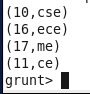 (10,cse)
(16,ece)
(17,me)
(11,ce)
grunt>